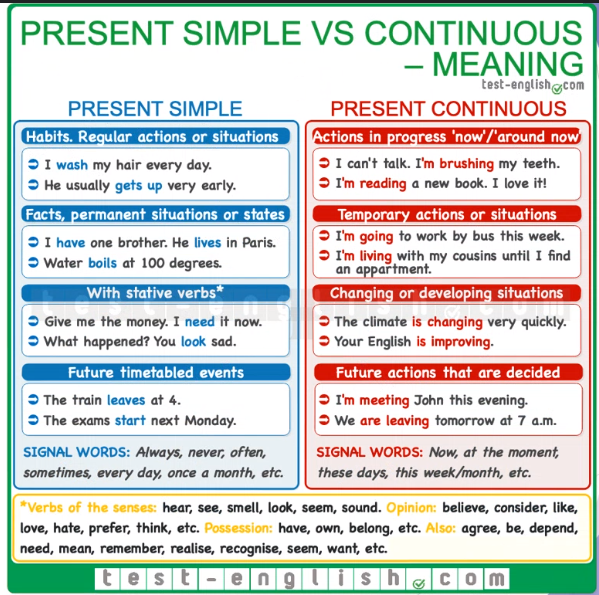 PRESENT SIMPLE VS CONTINUOUS
– MEANING
test-english.com
PRESENT SIMPLE
Habits. Regular actions or situations
I wash my hair every day.
He usually gets up very early.
Facts, permanent situations or states
I have one brother. He lives in Paris.
Water boils at 100 degrees.
With stative verbs*
Give me the money. I need it now.
What happened? You look sad.
Future timetabled events
The train leaves at 4.
The exams start next Monday.
SIGNAL WORDS: Always, never, often,
sometimes, every day, once a month, etc.
PRESENT CONTINUOUS
Actions in progress 'now'/'around now'
I can't talk. I'm brushing my teeth.
I'm reading a new book. I love it!
Temporary actions or situations
I'm going to work by bus this week.
I'm living with my cousins until I find
an appartment.
Changing or developing situations
The climate is changing very quickly.
Your English is improving.
Future actions that are decided
I'm meeting John this evening.
We are leaving tomorrow at 7 a.m.
SIGNAL WORDS: Now, at the moment,
these days, this week/month, etc.
*Verbs of the senses: hear, see, smell, look, seem, sound. Opinion: believe, consider, like,
love, hate, prefer, think, etc. Possession: have, own, belong, etc. Also: agree, be, depend,
need, mean, remember, realise, recognise, seem, want, etc.
test-english.com
test-english.com